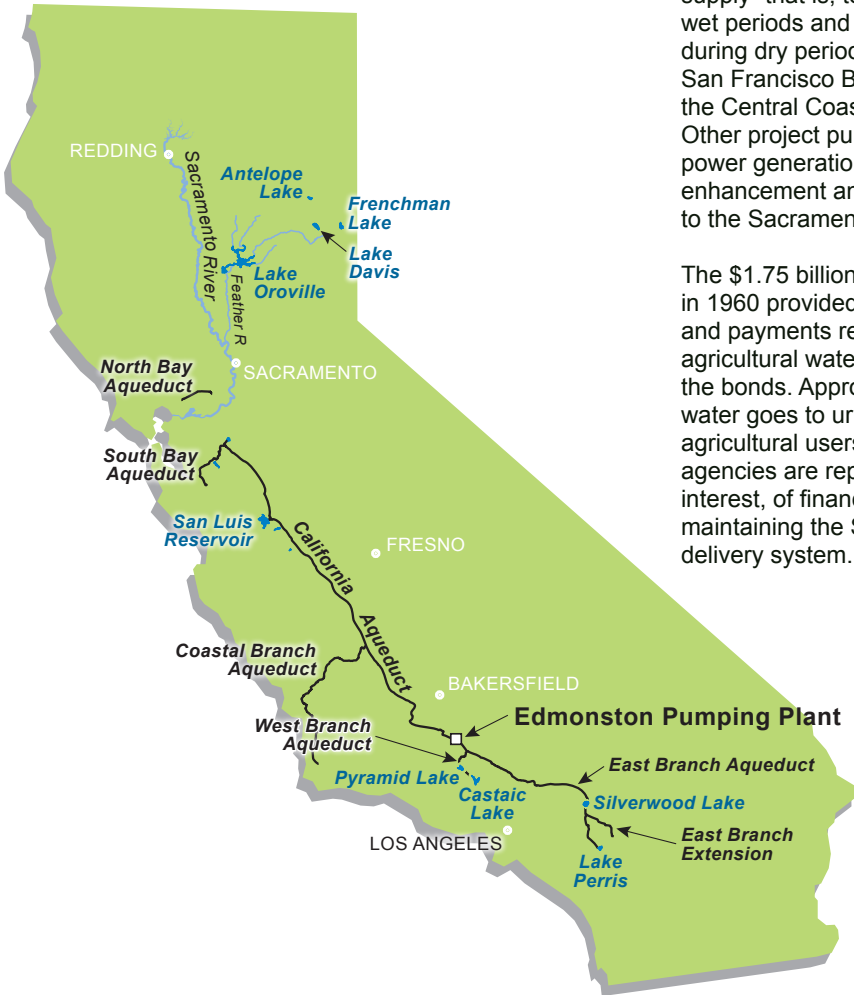 supply- that is, to
wet periods and
during dry period
San Francisco B
the Central Coas
Other project pu
power generatio
enhancement an
to the Sacramen
The $1.75 billion
in 1960 provided
and payments re
agricultural wate
the bonds. Appro
water goes to ur
agricultural users
agencies are rep
interest, of financ
maintaining the S
delivery system.
REDDING
Sacramento River
Antelope
Lake
Frenchman
Lake
Lake
Davis
Lake
Oroville
Feather R
North Bay
Aqueduct
SACRAMENTO
South Bay
Aqueduct
San Luis
Reservoir
California
Aqueduct
FRESNO
Coastal Branch
Aqueduct
BAKERSFIELD
West Branch
Aqueduct
Edmonston Pumping Plant
East Branch Aqueduct
Pyramid Lake
Castaic
Lake
Silverwood Lake
LOS ANGELES
East Branch
Extension
Lake
Perris